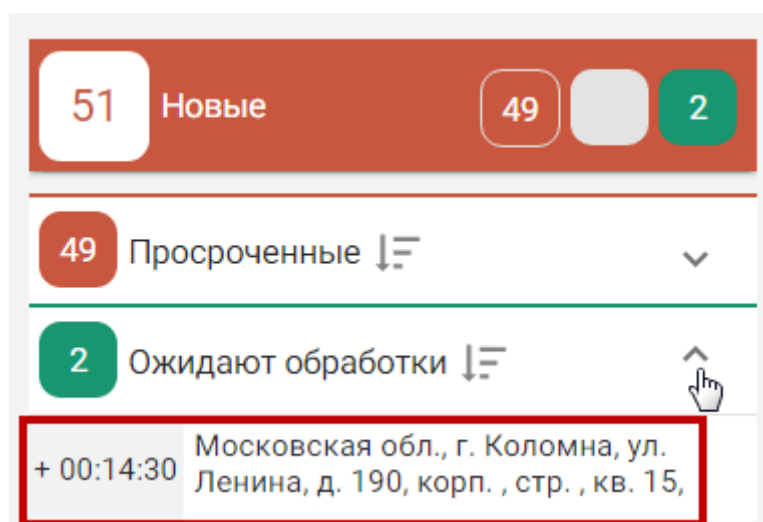 51 Новые 49 2
49 Просроченные
2 Ожидают обработки
+ 00:14:30 Московская обл., г. Коломна, ул.
Ленина, д. 190, корп. , стр. , кв. 15,